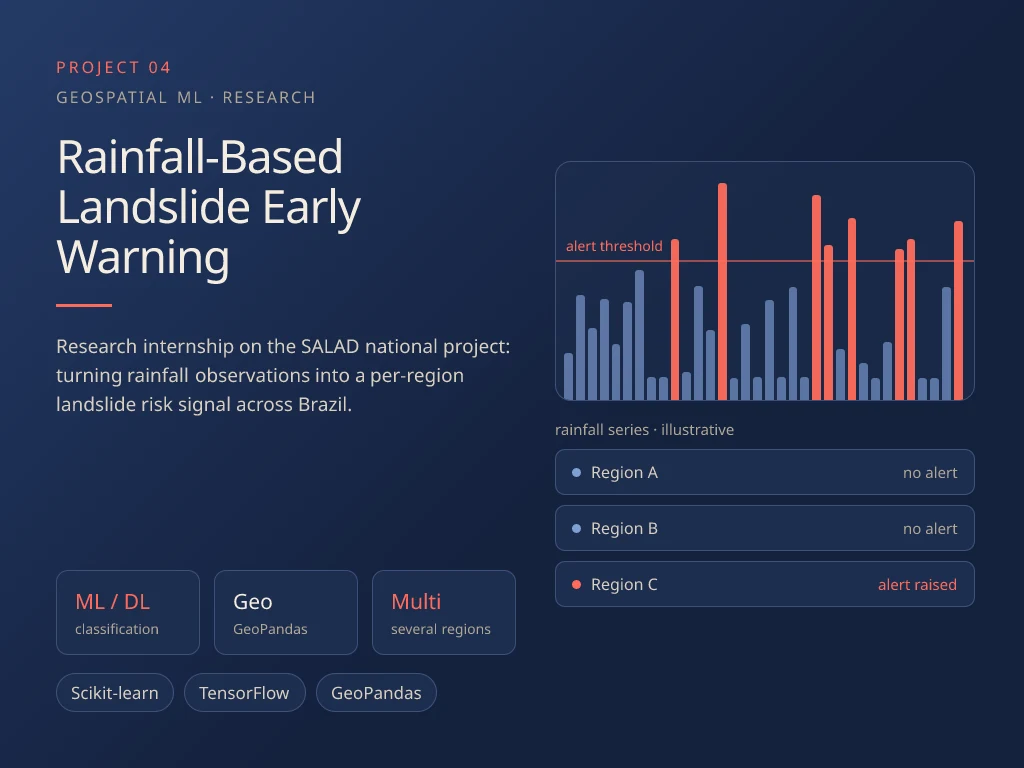 PROJECT 04
GEOSPATIAL ML · RESEARCH
Rainfall-Based
Landslide Early
Warning
Research internship on the SALAD national project:
turning rainfall observations into a per-region
landslide risk signal across Brazil.
ML / DL
classification
Geo
GeoPandas
Multi
several regions
Scikit-learn
TensorFlow
GeoPandas
alert threshold
rainfall series · illustrative
Region A no alert
Region B no alert
Region C alert raised